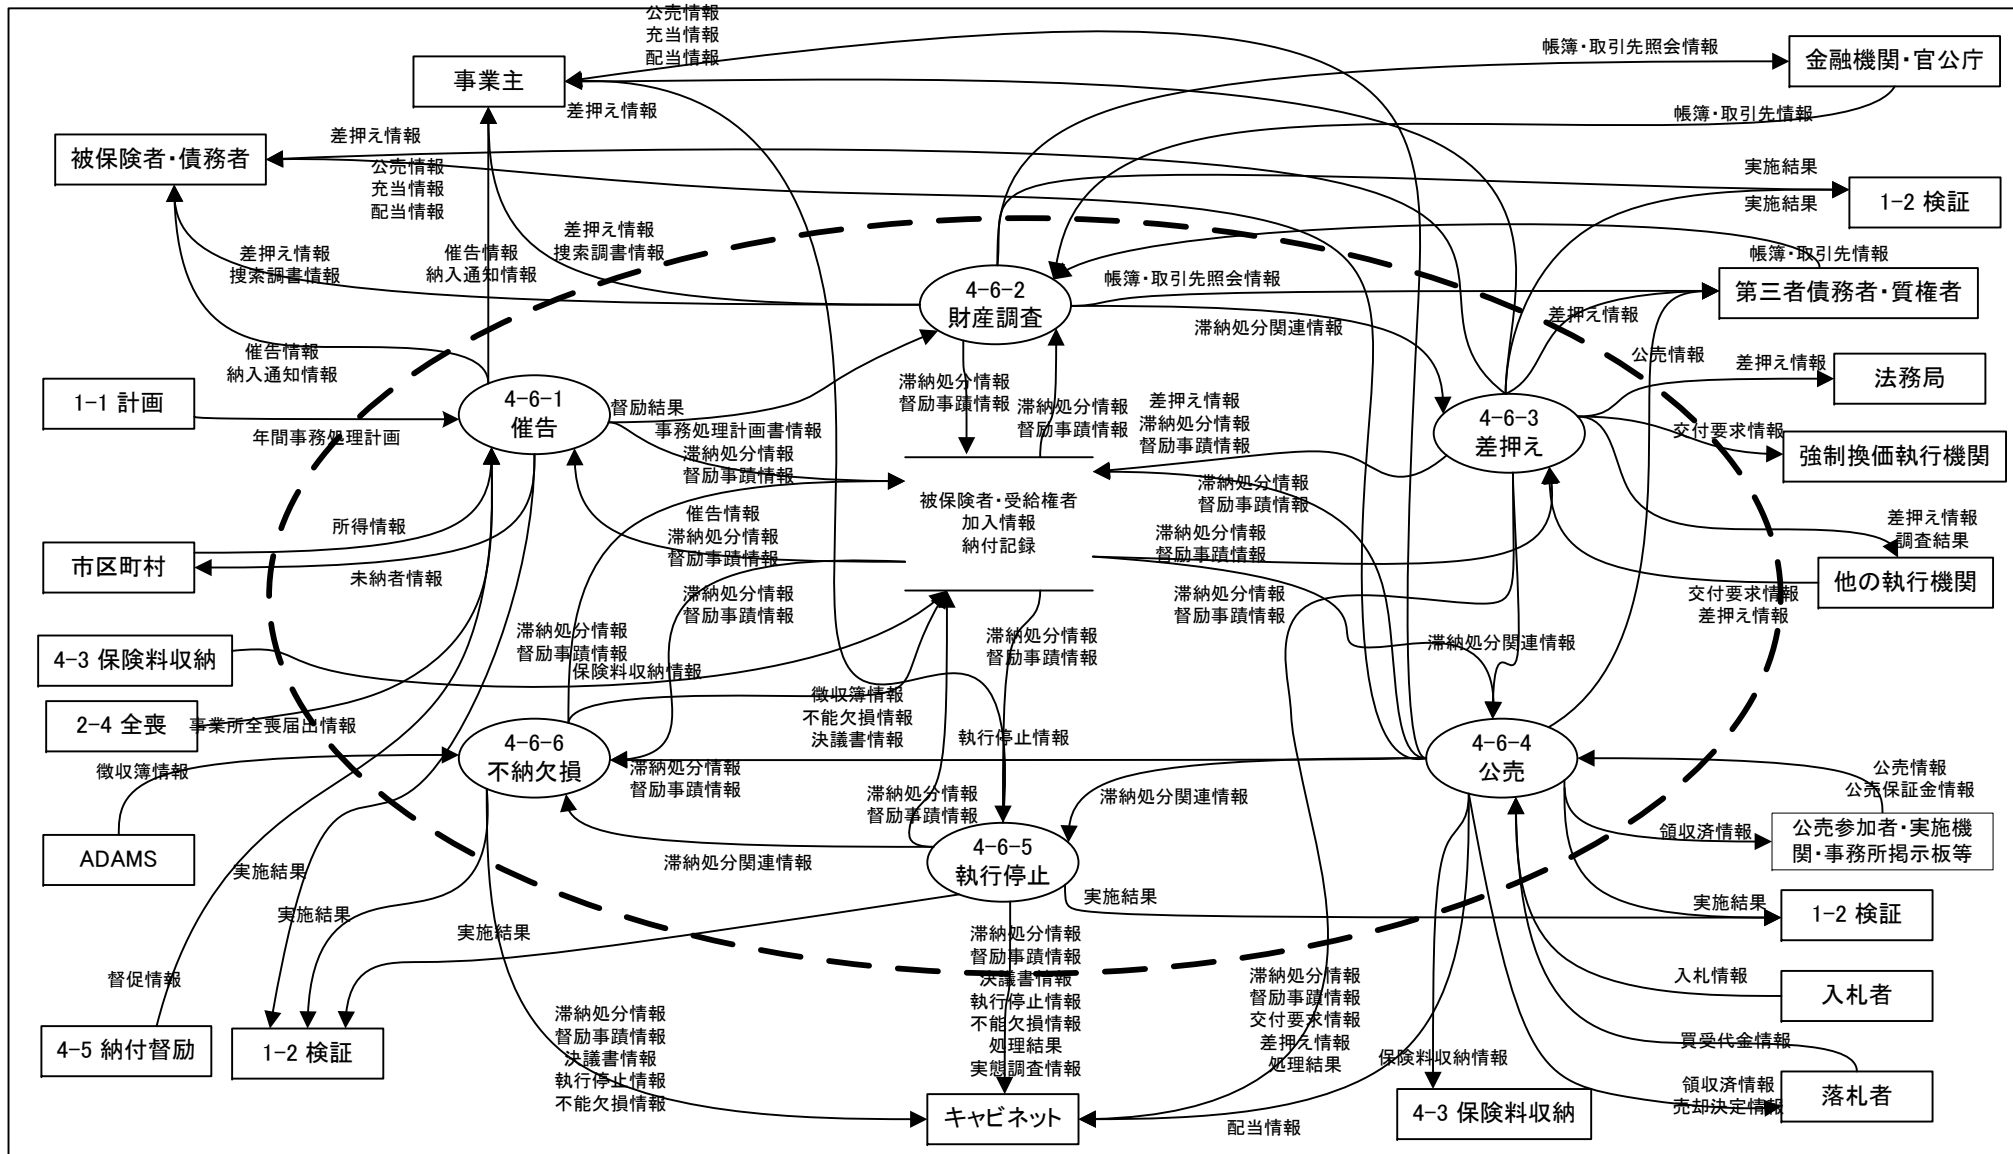 公売情報
充当情報
配当情報
帳簿・取引先照会情報
金融機関・官公庁
事業主
差押え情報
帳簿・取引先情報
差押え情報
被保険者・債務者
公売情報
充当情報
配当情報
実施結果
1-2 検証
実施結果
差押え情報
捜索調書情報
催告情報
納入通知情報
差押え情報
捜索調書情報
帳簿・取引先情報
帳簿・取引先照会情報
4-6-2
財産調査
第三者債務者・質権者
差押え情報
滞納処分関連情報
公売情報
催告情報
納入通知情報
差押え情報
法務局
1-1 計画
4-6-1
催告
督励結果
滞納処分情報
督励事蹟情報
滞納処分情報
督励事蹟情報
差押え情報
滞納処分情報
督励事蹟情報
4-6-3
差押え
年間事務処理計画
事務処理計画書情報
滞納処分情報
督励事蹟情報
交付要求情報
強制換価執行機関
滞納処分情報
督励事蹟情報
被保険者・受給権者
加入情報
納付記録
所得情報
催告情報
滞納処分情報
督励事蹟情報
滞納処分情報
督励事蹟情報
差押え情報
調査結果
市区町村
未納者情報
滞納処分情報
督励事蹟情報
滞納処分情報
督励事蹟情報
他の執行機関
交付要求情報
差押え情報
4-3 保険料収納
滞納処分情報
督励事蹟情報
滞納処分情報
督励事蹟情報
滞納処分関連情報
保険料収納情報
2-4 全喪
事業所全喪届出情報
徴収簿情報
不能欠損情報
決議書情報
執行停止情報
4-6-6
不納欠損
4-6-4
公売
徴収簿情報
滞納処分情報
督励事蹟情報
滞納処分情報
督励事蹟情報
滞納処分関連情報
公売情報
公売保証金情報
ADAMS
滞納処分関連情報
4-6-5
執行停止
領収済情報
公売参加者・実施機
関・事務所掲示板等
実施結果
実施結果
実施結果
実施結果
実施結果
1-2 検証
督促情報
滞納処分情報
督励事蹟情報
決議書情報
執行停止情報
不能欠損情報
処理結果
実態調査情報
滞納処分情報
督励事蹟情報
交付要求情報
差押え情報
処理結果
入札情報
入札者
4-5 納付督励
1-2 検証
滞納処分情報
督励事蹟情報
決議書情報
執行停止情報
不能欠損情報
保険料収納情報
買受代金情報
領収済情報
売却決定情報
落札者
キャビネット
配当情報
4-3 保険料収納